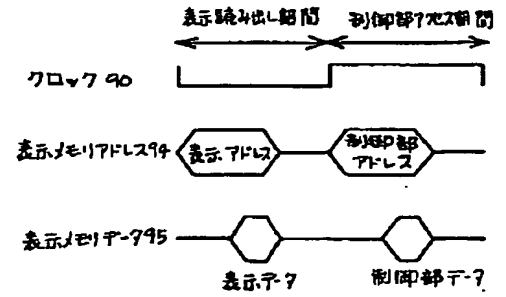 表示読み出し期間
制御部アクセス期間
クロック 90
表示メモリアドレス94
表示アドレス
制御部
アドレス
表示メモリデータ95
表示データ
制御部データ